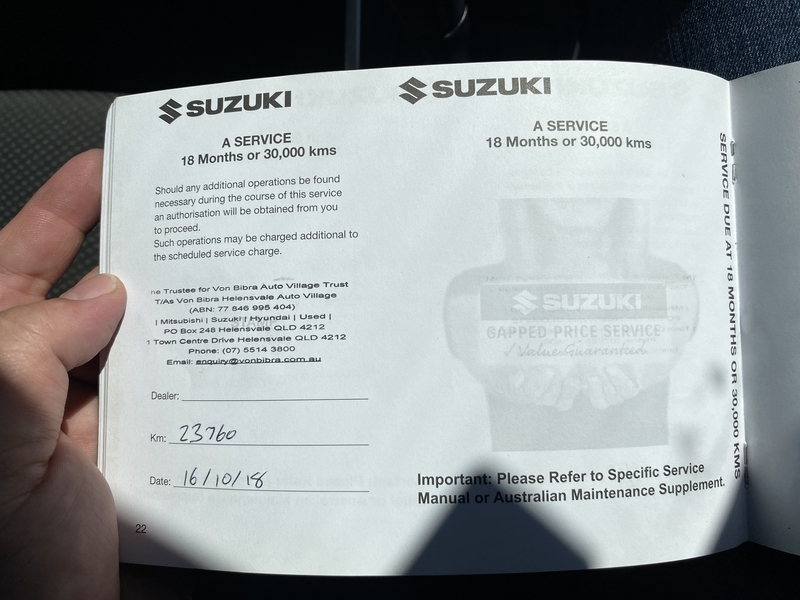 SUZUKI
A SERVICE
18 Months or 30,000 kms
Should any additional operations be found
necessary during the course of this service
an authorisation will be obtained from you
to proceed.
Such operations may be charged additional to
the scheduled service charge.
he Trustee for Von Bibra Auto Village Trust
T/As Von Bibra Helensvale Auto Village
(ABN: 77 846 995 404)
| Mitsubishi | Suzuki | Hyundai | Used |
PO Box 248 Helensvale QLD 4212
1 Town Centre Drive Helensvale QLD 4212
Phone: (07) 5514 3800
Email: enquiry@vonbibra.com.au
Dealer:
Km: 23760
Date: 16/10/18
22
SUZUKI
A SERVICE
18 Months or 30,000 kms
SUZUKI
CAPPED PRICE SERVICE
Value Guaranteed
Important: Please Refer to Specific Service
Manual or Australian Maintenance Supplement.
SERVICE DUE AT 18 MONTHS OR 30,000 KMS